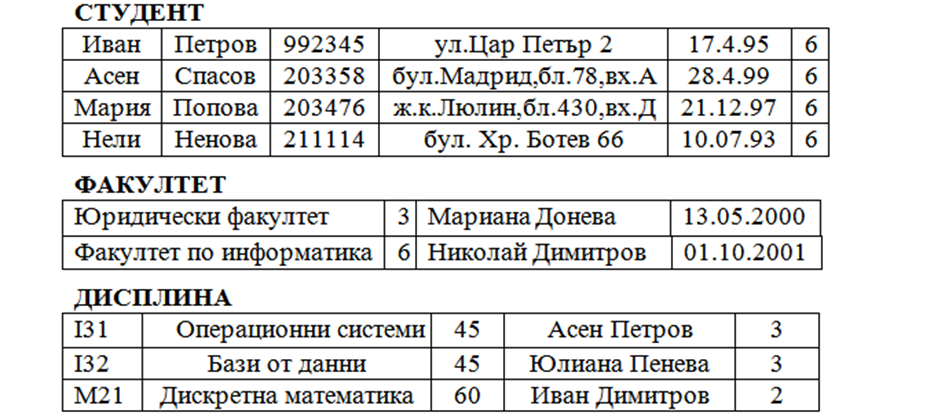 СТУДЕНТ
Иван Петров 992345 ул.Цар Петър 2 17.4.95 6
Асен Спасов 203358 бул.Мадрид,бл.78,вх.А 28.4.99 6
Мария Попова 203476 ж.к.Люлин,бл.430,вх.Д 21.12.97 6
Нели Ненова 211114 бул. Хр. Ботев 66 10.07.93 6
ФАКУЛТЕТ
Юридически факултет 3 Мариана Донева 13.05.2000
Факултет по информатика 6 Николай Димитров 01.10.2001
ДИСПЛИНА
I31 Операционни системи 45 Асен Петров 3
I32 Бази от данни 45 Юлиана Пенева 3
M21 Дискретна математика 60 Иван Димитров 2